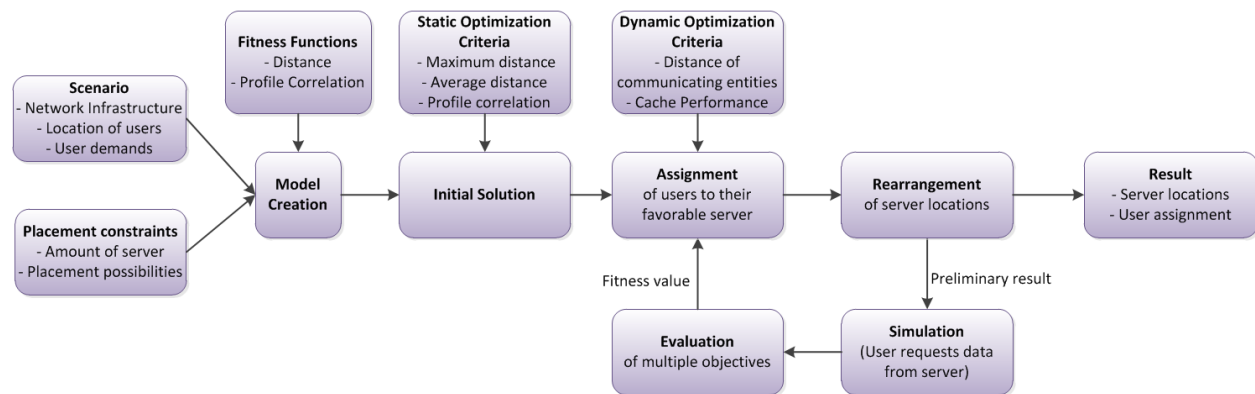 Scenario
- Network Infrastructure
- Location of users
- User demands
Placement constraints
- Amount of server
- Placement possibilities
Fitness Functions
- Distance
- Profile Correlation
Model
Creation
Static Optimization
Criteria
- Maximum distance
- Average distance
- Profile correlation
Initial Solution
Dynamic Optimization
Criteria
- Distance of
communicating entities
- Cache Performance
Assignment
of users to their
favorable server
Rearrangement
of server locations
Result
- Server locations
- User assignment
Preliminary result
Simulation
(User requests data
from server)
Evaluation
of multiple objectives
Fitness value